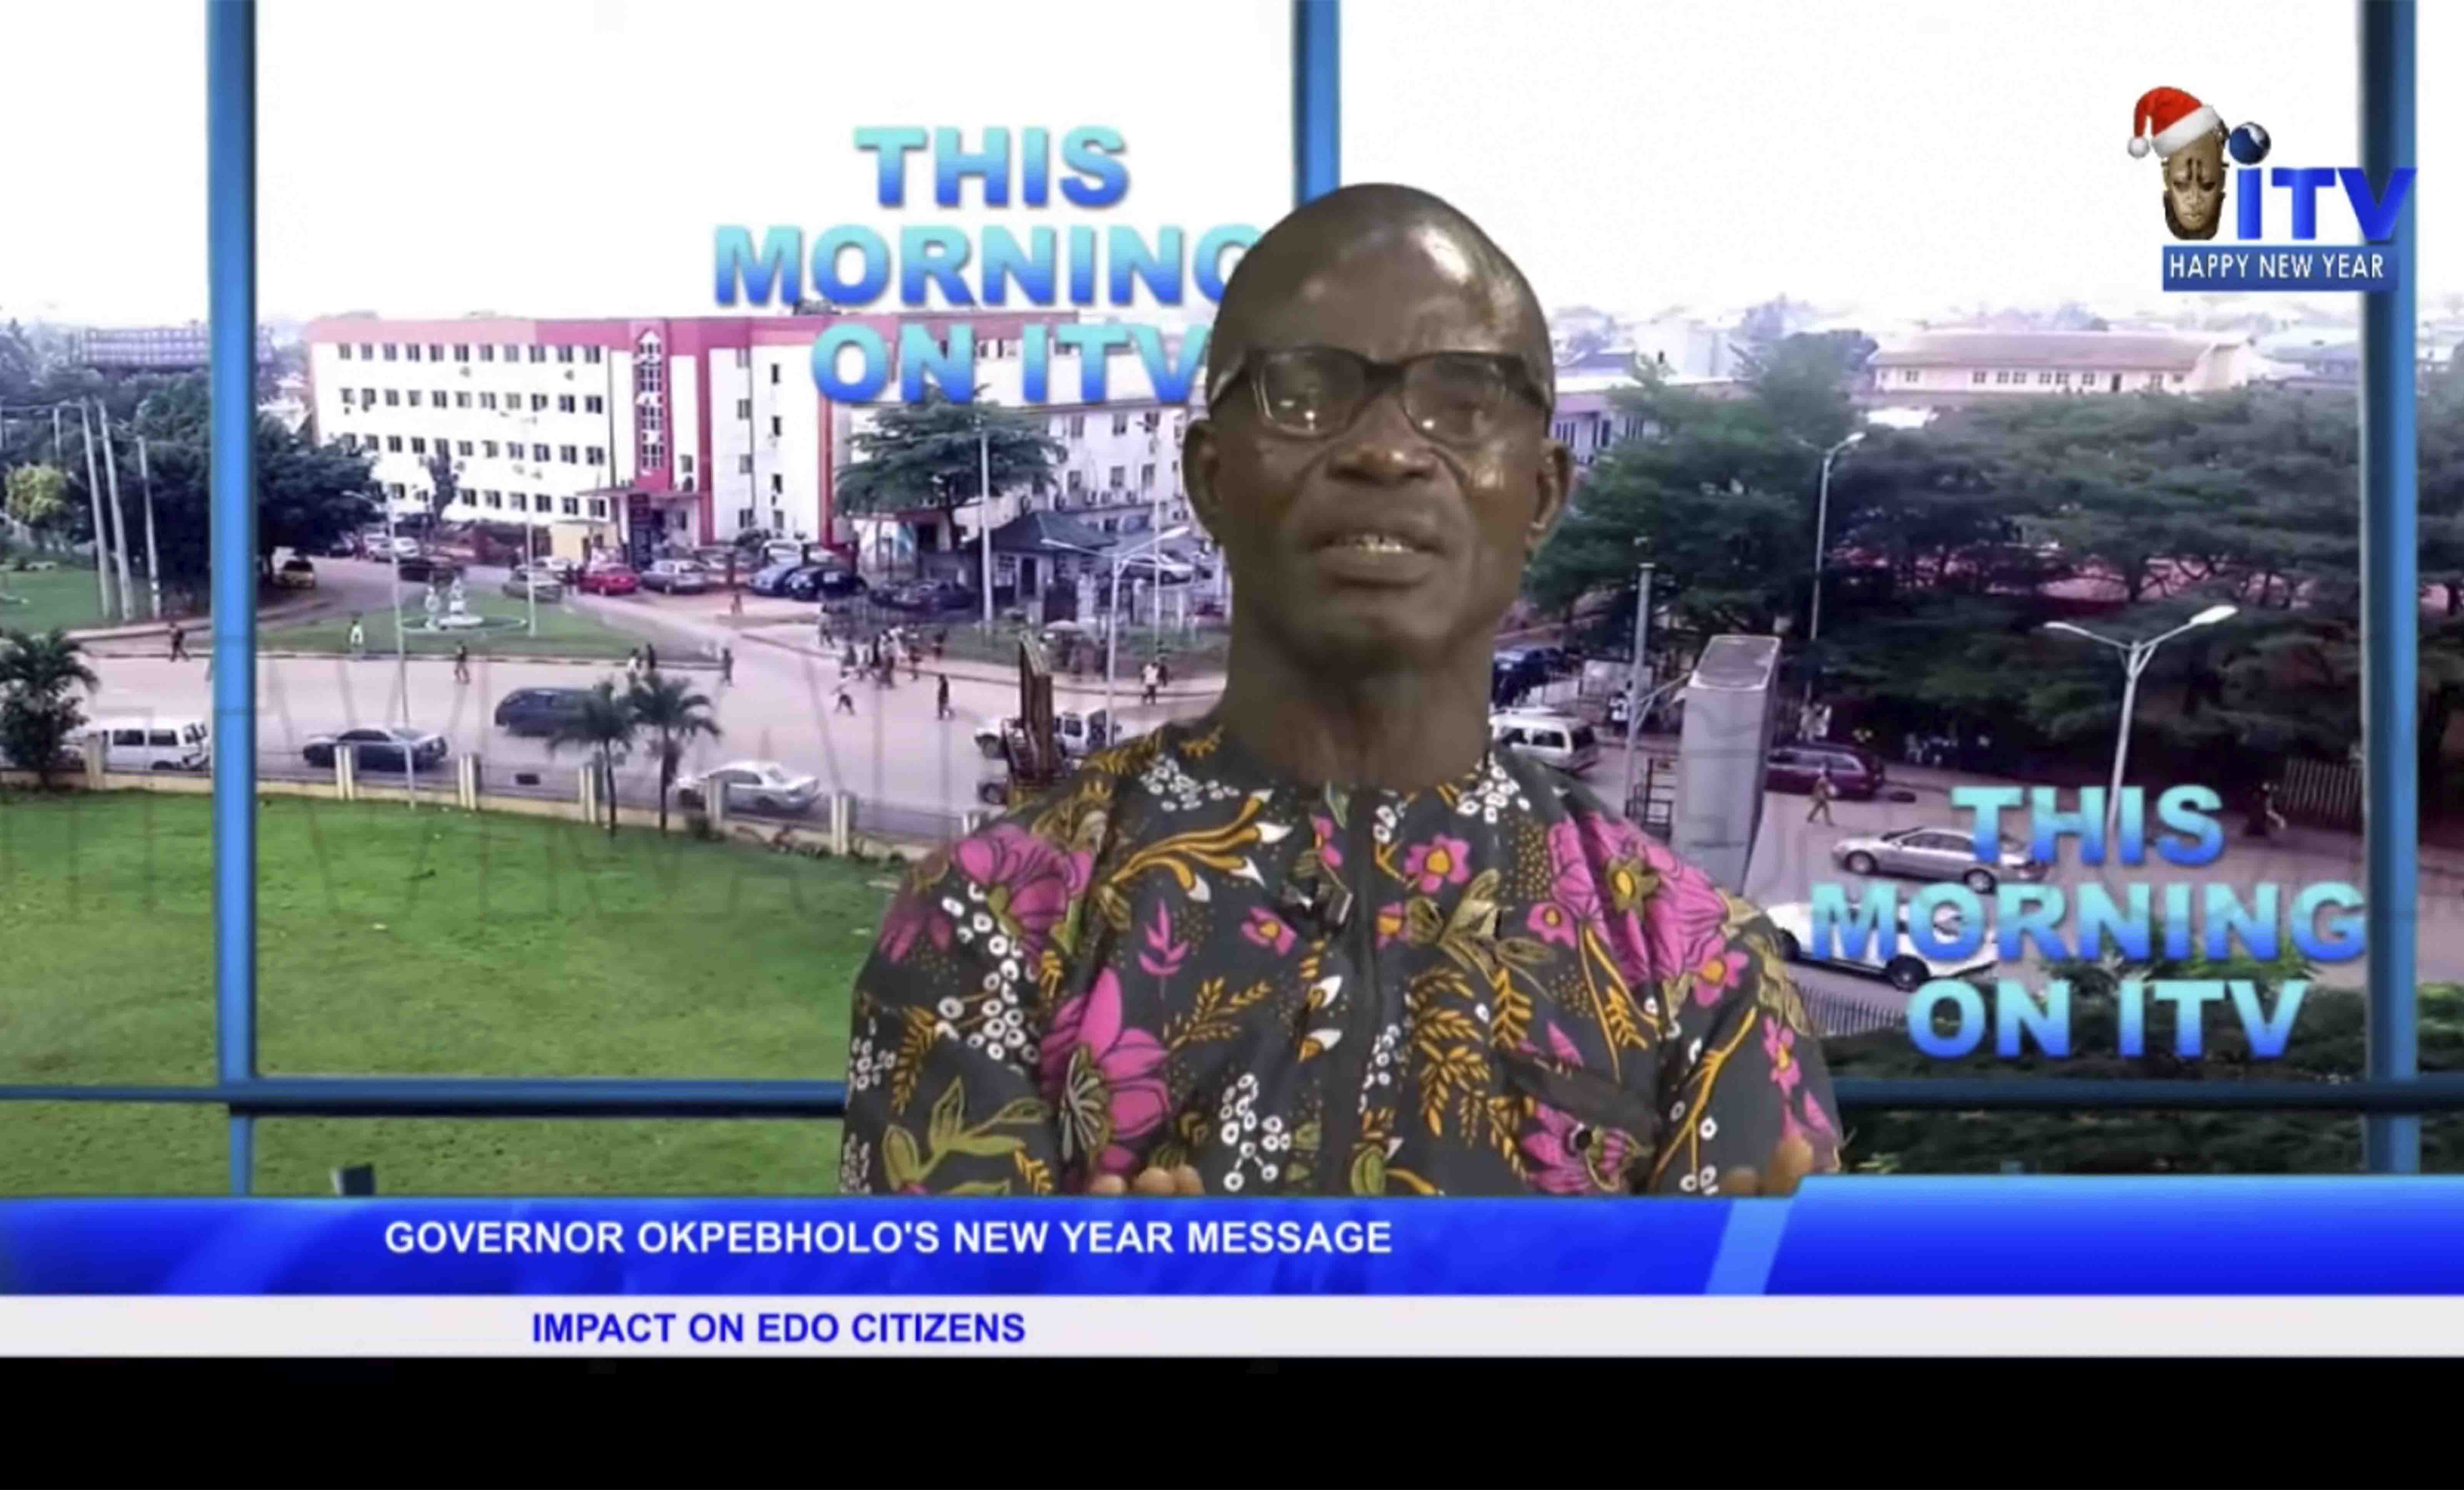 THIS
MORNING
ON ITV
iTV
HAPPY NEW YEAR
THIS
MORNING
ON ITV
GOVERNOR OKPEBHOLO'S NEW YEAR MESSAGE
IMPACT ON EDO CITIZENS